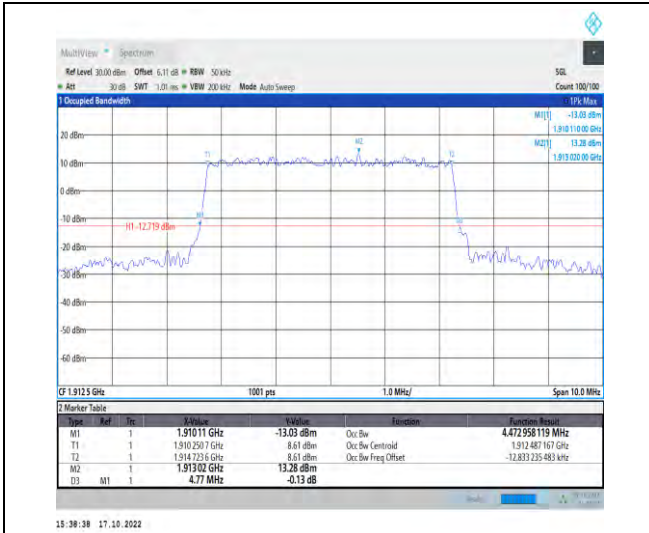 MultiView Spectrum
Ref Level 30.00 dBm Offset 6.11 dB RBW 50 kHz SGL
Att 30 dB SWT 1.01 ms VBW 200 kHz Mode Auto Sweep Count 100/100
1 Occupied Bandwidth 1Pk Max
M1[1] -13.03 dBm
1.910 110 00 GHz
M2[1] 13.28 dBm
1.913 020 00 GHz
20 dBm
M2
T1 T2
10 dBm
0 dBm
-10 dBm
M1
H1 -12.719 dBm
-20 dBm
-30 dBm
-40 dBm
-50 dBm
-60 dBm
CF 1.912 5 GHz 1001 pts 1.0 MHz/ Span 10.0 MHz
2 Marker Table
Type Ref Trc X-Value Y-Value Function Function Result
M1 1 1.91011 GHz -13.03 dBm Occ Bw 4.472 958 119 MHz
T1 1 1.910 250 7 GHz 8.61 dBm Occ Bw Centroid 1.912 487 167 GHz
T2 1 1.914 723 6 GHz 8.61 dBm Occ Bw Freq Offset -12.833 235 483 kHz
M2 1 1.913 02 GHz 13.28 dBm
D3 M1 1 4.77 MHz -0.13 dB
15:38:38 17.10.2022